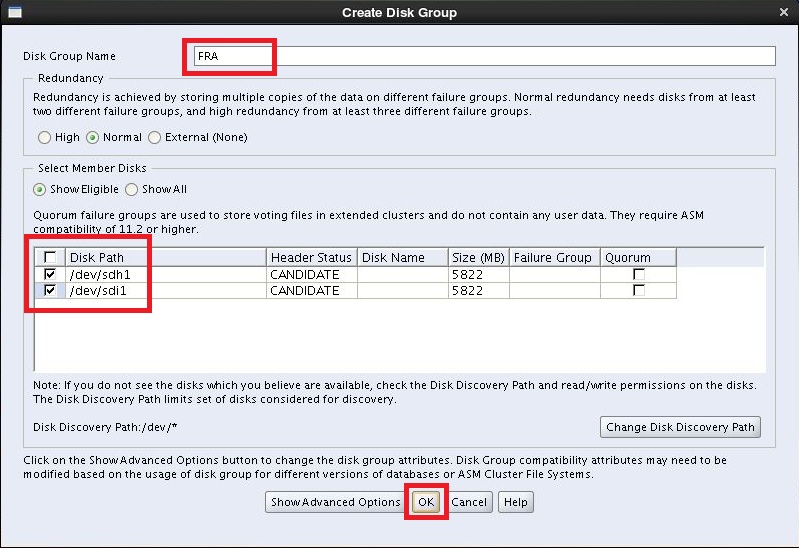 Create Disk Group
Disk Group Name FRA
Redundancy
Redundancy is achieved by storing multiple copies of the data on different failure groups. Normal redundancy needs disks from at least
two different failure groups, and high redundancy from at least three different failure groups.
High Normal External (None)
Select Member Disks
Show Eligible Show All
Quorum failure groups are used to store voting files in extended clusters and do not contain any user data. They require ASM
compatibility of 11.2 or higher.
Disk Path Header Status Disk Name Size (MB) Failure Group Quorum
/dev/sdh1 CANDIDATE 5822
/dev/sdi1 CANDIDATE 5822
Note: If you do not see the disks which you believe are available, check the Disk Discovery Path and read/write permissions on the disks.
The Disk Discovery Path limits set of disks considered for discovery.
Disk Discovery Path:/dev/* Change Disk Discovery Path
Click on the Show Advanced Options button to change the disk group attributes. Disk Group compatibility attributes may need to be
modified based on the usage of disk group for different versions of databases or ASM Cluster File Systems.
Show Advanced Options OK Cancel Help